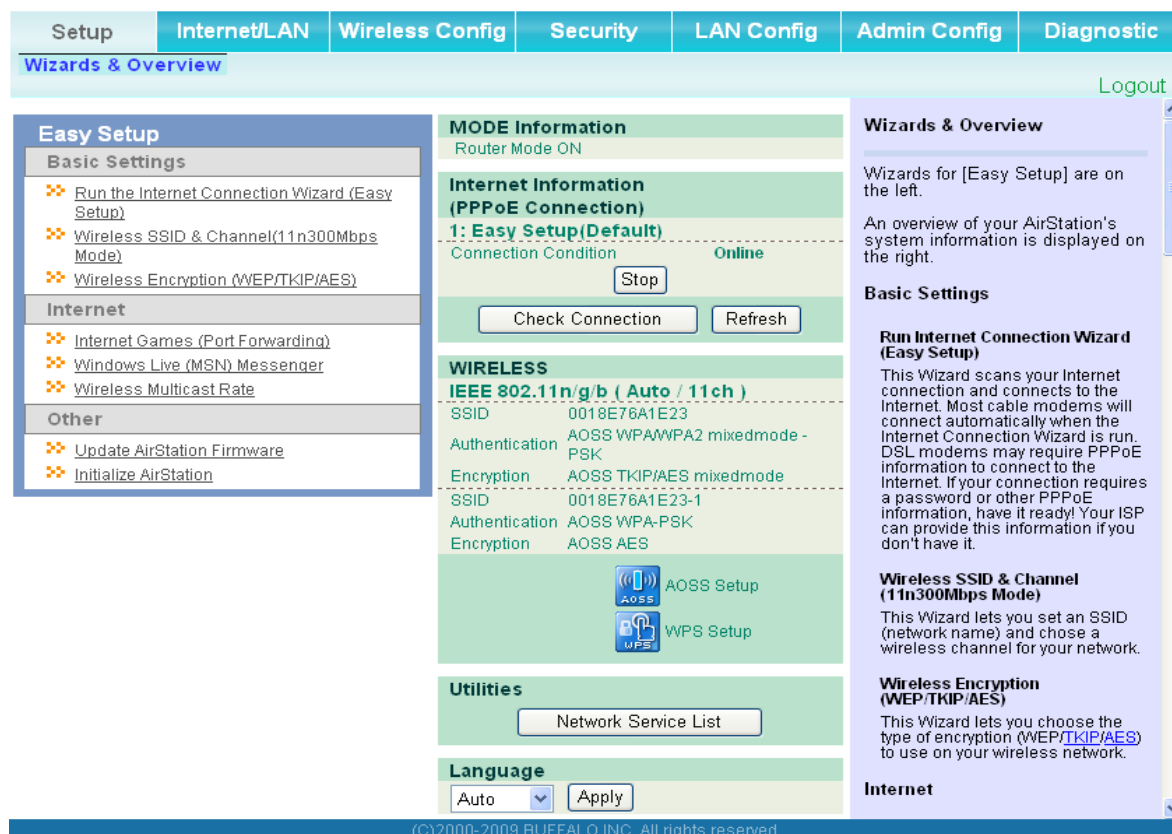 Setup
Internet/LAN
Wireless Config
Security
LAN Config
Admin Config
Diagnostic
Wizards & Overview
Logout
Easy Setup
Basic Settings
Run the Internet Connection Wizard (Easy
Setup)
Wireless SSID & Channel(11n300Mbps
Mode)
Wireless Encryption (WEP/TKIP/AES)
Internet
Internet Games (Port Forwarding)
Windows Live (MSN) Messenger
Wireless Multicast Rate
Other
Update AirStation Firmware
Initialize AirStation
MODE Information
Router Mode ON
Internet Information
(PPPoE Connection)
1: Easy Setup(Default)
Connection Condition Online
Stop
Check Connection Refresh
WIRELESS
IEEE 802.11n/g/b ( Auto / 11ch )
SSID 0018E76A1E23
Authentication AOSS WPA/WPA2 mixedmode -
PSK
Encryption AOSS TKIP/AES mixedmode
SSID 0018E76A1E23-1
Authentication AOSS WPA-PSK
Encryption AOSS AES
AOSS
AOSS Setup
WPS
WPS Setup
Utilities
Network Service List
Language
Auto Apply
Wizards & Overview
Wizards for [Easy Setup] are on
the left.
An overview of your AirStation's
system information is displayed on
the right.
Basic Settings
Run Internet Connection Wizard
(Easy Setup)
This Wizard scans your Internet
connection and connects to the
Internet. Most cable modems will
connect automatically when the
Internet Connection Wizard is run.
DSL modems may require PPPoE
information to connect to the
Internet. If your connection requires
a password or other PPPoE
information, have it ready! Your ISP
can provide this information if you
don't have it.
Wireless SSID & Channel
(11n300Mbps Mode)
This Wizard lets you set an SSID
(network name) and chose a
wireless channel for your network.
Wireless Encryption
(WEP/TKIP/AES)
This Wizard lets you choose the
type of encryption (WEP/TKIP/AES)
to use on your wireless network.
Internet
(C)2000-2009 BUFFALO INC. All rights reserved